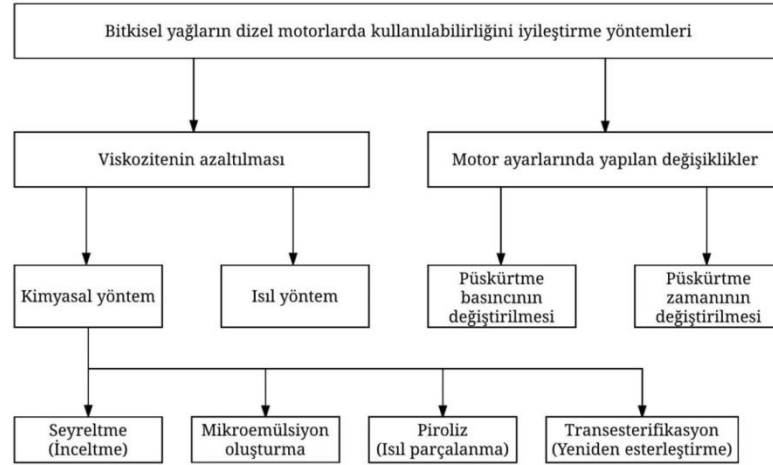 Bitkisel yağların dizel motorlarda kullanılabilirliğini iyileştirme yöntemleri
Viskozitenin azaltılması
Motor ayarlarında yapılan değişiklikler
Kimyasal yöntem
Isıl yöntem
Püskürtme
basıncının
değiştirilmesi
Püskürtme
zamanının
değiştirilmesi
Seyreltme
(İnceltme)
Mikroemülsiyon
oluşturma
Piroliz
(Isıl parçalanma)
Transesterifikasyon
(Yeniden esterleştirme)